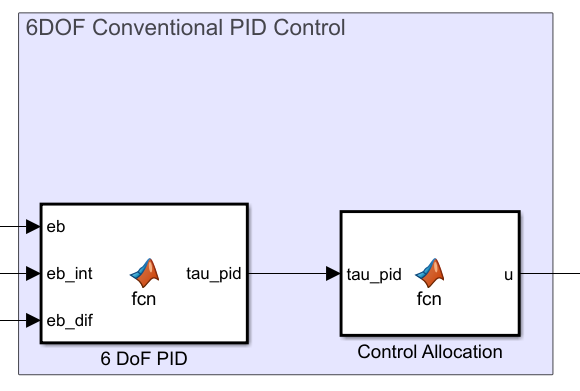 6DOF Conventional PID Control
eb
eb_int
eb_dif
fcn
tau_pid
6 DoF PID
tau_pid
fcn
u
Control Allocation